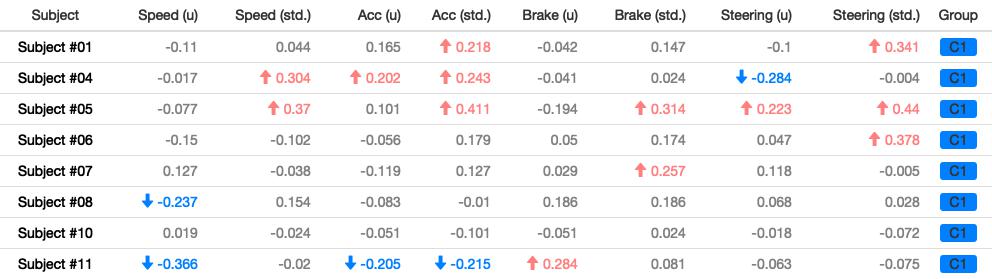 Subject Speed (u) Speed (std.) Acc (u) Acc (std.) Brake (u) Brake (std.) Steering (u) Steering (std.) Group
Subject #01 -0.11 0.044 0.165 ↑ 0.218 -0.042 0.147 -0.1 ↑ 0.341 C1
Subject #04 -0.017 ↑ 0.304 ↑ 0.202 ↑ 0.243 -0.041 0.024 ↓ -0.284 -0.004 C1
Subject #05 -0.077 ↑ 0.37 0.101 ↑ 0.411 -0.194 ↑ 0.314 ↑ 0.223 ↑ 0.44 C1
Subject #06 -0.15 -0.102 -0.056 0.179 0.05 0.174 0.047 ↑ 0.378 C1
Subject #07 0.127 -0.038 -0.119 0.127 0.029 ↑ 0.257 0.118 -0.005 C1
Subject #08 ↓ -0.237 0.154 -0.083 -0.01 0.186 0.186 0.068 0.028 C1
Subject #10 0.019 -0.024 -0.051 -0.101 -0.051 0.024 -0.018 -0.072 C1
Subject #11 ↓ -0.366 -0.02 ↓ -0.205 ↓ -0.215 ↑ 0.284 0.081 -0.063 -0.075 C1